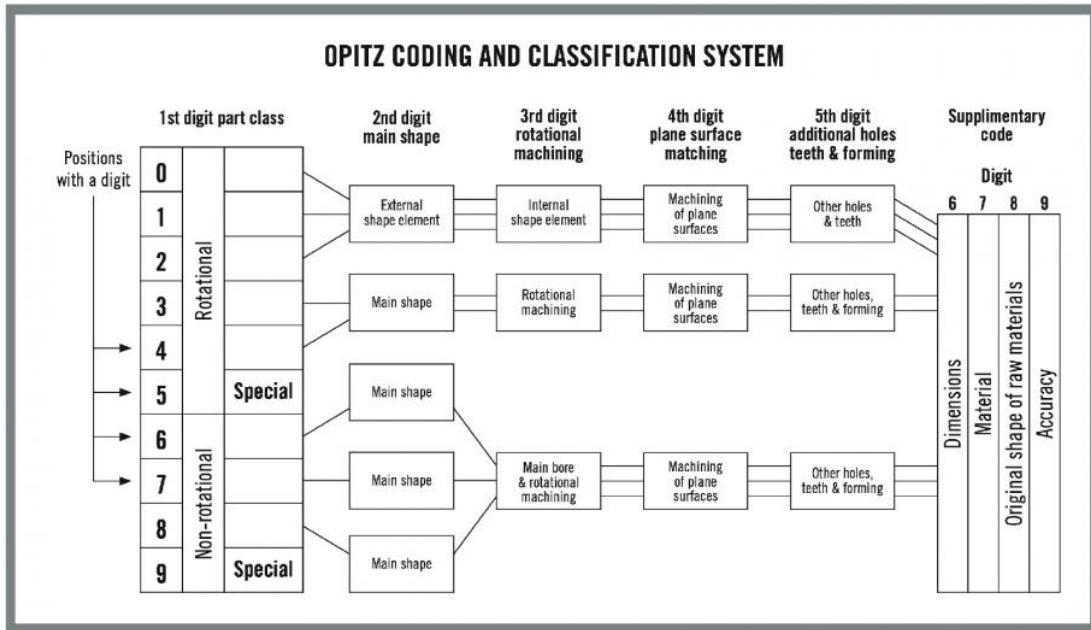 OPITZ CODING AND CLASSIFICATION SYSTEM
1st digit part class
2nd digit
main shape
3rd digit
rotational
machining
4th digit
plane surface
matching
5th digit
additional holes
teeth & forming
Supplimentary
code
Digit
6 7 8 9
Positions
with a digit
0
1
2
3
4
5
6
7
8
9
Rotational
Non-rotational
Special
Special
External
shape element
Internal
shape element
Machining
of plane
surfaces
Other holes
& teeth
Main shape
Rotational
machining
Machining
of plane
surfaces
Other holes,
teeth & forming
Main shape
Main shape
Main shape
Main bore
& rotational
machining
Machining
of plane
surfaces
Other holes,
teeth & forming
Dimensions
Material
Original shape of raw materials
Accuracy